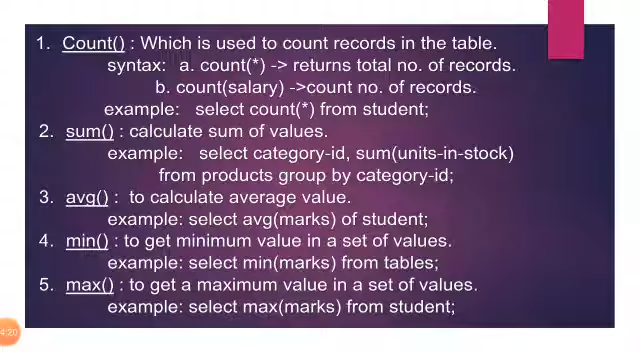 1. Count() : Which is used to count records in the table.
syntax: a. count(*) -> returns total no. of records.
b. count(salary) ->count no. of records.
example: select count(*) from student;
2. sum() : calculate sum of values.
example: select category-id, sum(units-in-stock)
from products group by category-id;
3. avg() : to calculate average value.
example: select avg(marks) of student;
4. min() : to get minimum value in a set of values.
example: select min(marks) from tables;
5. max() : to get a maximum value in a set of values.
example: select max(marks) from student;
4:20